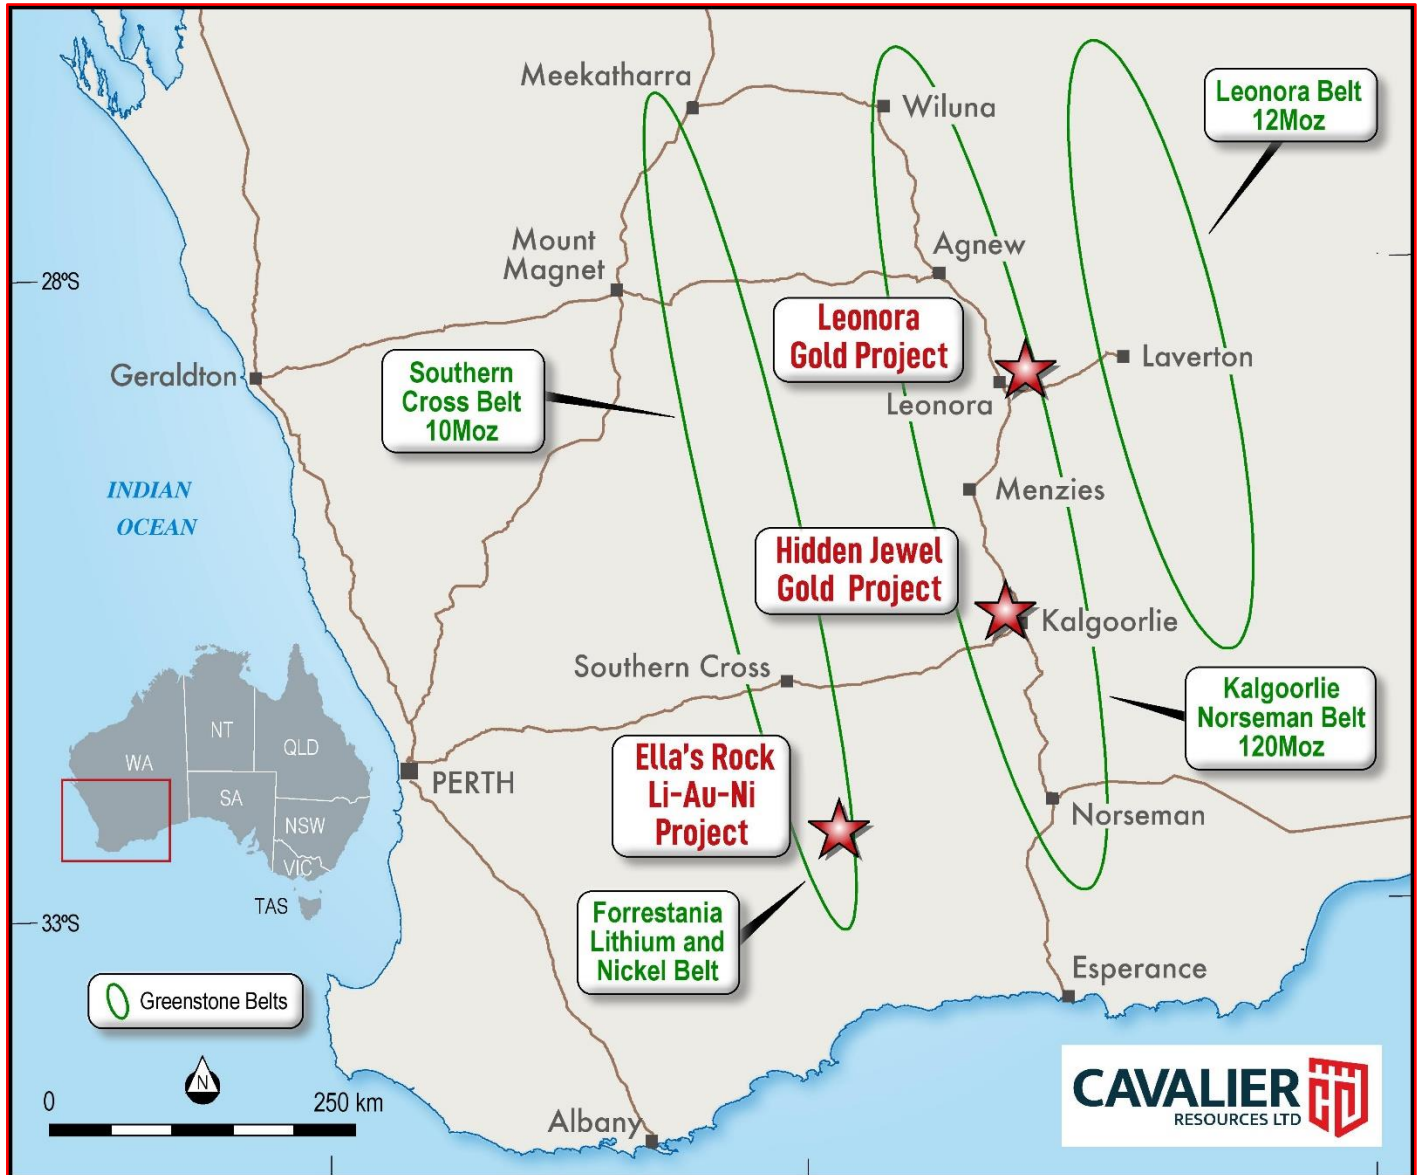 Meekatharra
Wiluna
Leonora Belt
12Moz
Mount
Magnet
Agnew
28ºS
Leonora
Gold Project
Laverton
Geraldton
Southern
Cross Belt
10Moz
Leonora
INDIAN
OCEAN
Menzies
Hidden Jewel
Gold Project
Kalgoorlie
Southern Cross
Kalgoorlie
Norseman Belt
120Moz
NT
QLD
WA
SA
NSW
VIC
TAS
PERTH
Ella's Rock
Li-Au-Ni
Project
Norseman
33ºS
Forrestania
Lithium and
Nickel Belt
Esperance
Greenstone Belts
N
0 250 km
Albany
CAVALIER
RESOURCES LTD